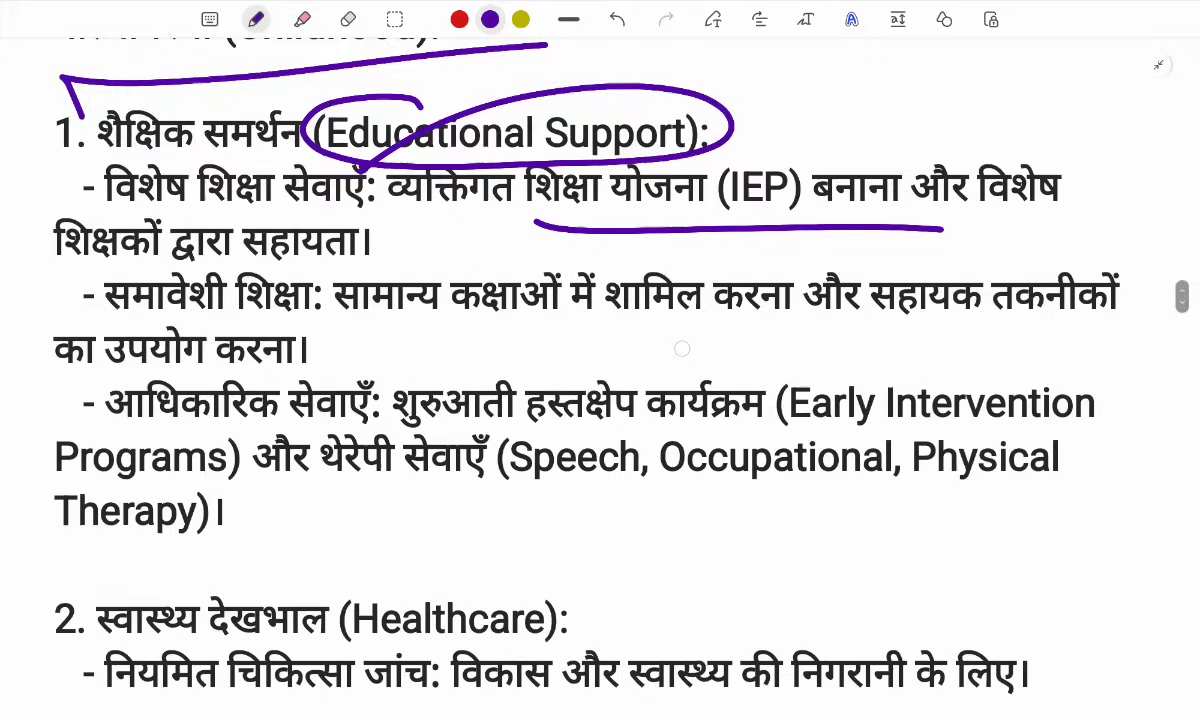 1. शैक्षिक समर्थन (Educational Support):
- विशेष शिक्षा सेवाएँ: व्यक्तिगत शिक्षा योजना (IEP) बनाना और विशेष
शिक्षकों द्वारा सहायता।
- समावेशी शिक्षा: सामान्य कक्षाओं में शामिल करना और सहायक तकनीकों
का उपयोग करना।
- आधिकारिक सेवाएँ: शुरुआती हस्तक्षेप कार्यक्रम (Early Intervention
Programs) और थेरेपी सेवाएँ (Speech, Occupational, Physical
Therapy)।
2. स्वास्थ्य देखभाल (Healthcare):
- नियमित चिकित्सा जांच: विकास और स्वास्थ्य की निगरानी के लिए।